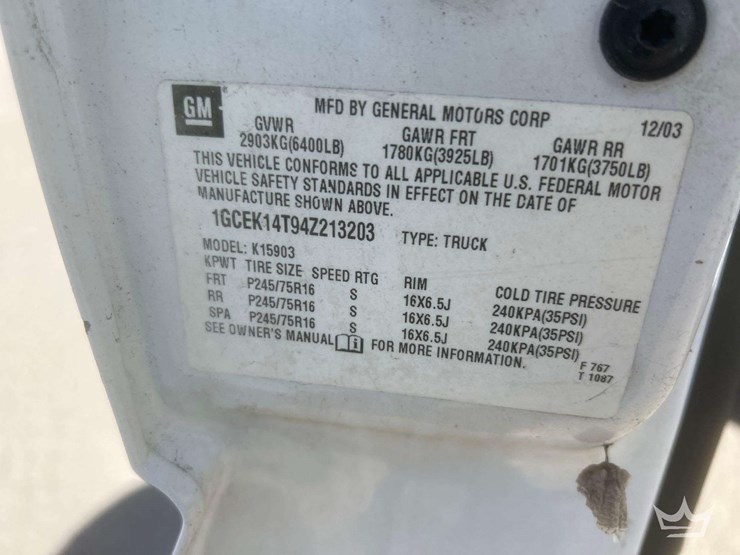 GM
MFD BY GENERAL MOTORS CORP 12/03
GVWR GAWR FRT GAWR RR
2903KG(6400LB) 1780KG(3925LB) 1701KG(3750LB)
THIS VEHICLE CONFORMS TO ALL APPLICABLE U.S. FEDERAL MOTOR
VEHICLE SAFETY STANDARDS IN EFFECT ON THE DATE OF
MANUFACTURE SHOWN ABOVE.
1GCEK14T94Z213203 TYPE: TRUCK
MODEL: K15903
KPWT TIRE SIZE SPEED RTG RIM COLD TIRE PRESSURE
FRT P245/75R16 S 16X6.5J 240KPA(35PSI)
RR P245/75R16 S 16X6.5J 240KPA(35PSI)
SPA P245/75R16 S 16X6.5J 240KPA(35PSI)
SEE OWNER'S MANUAL i FOR MORE INFORMATION.
F 767
T 1087